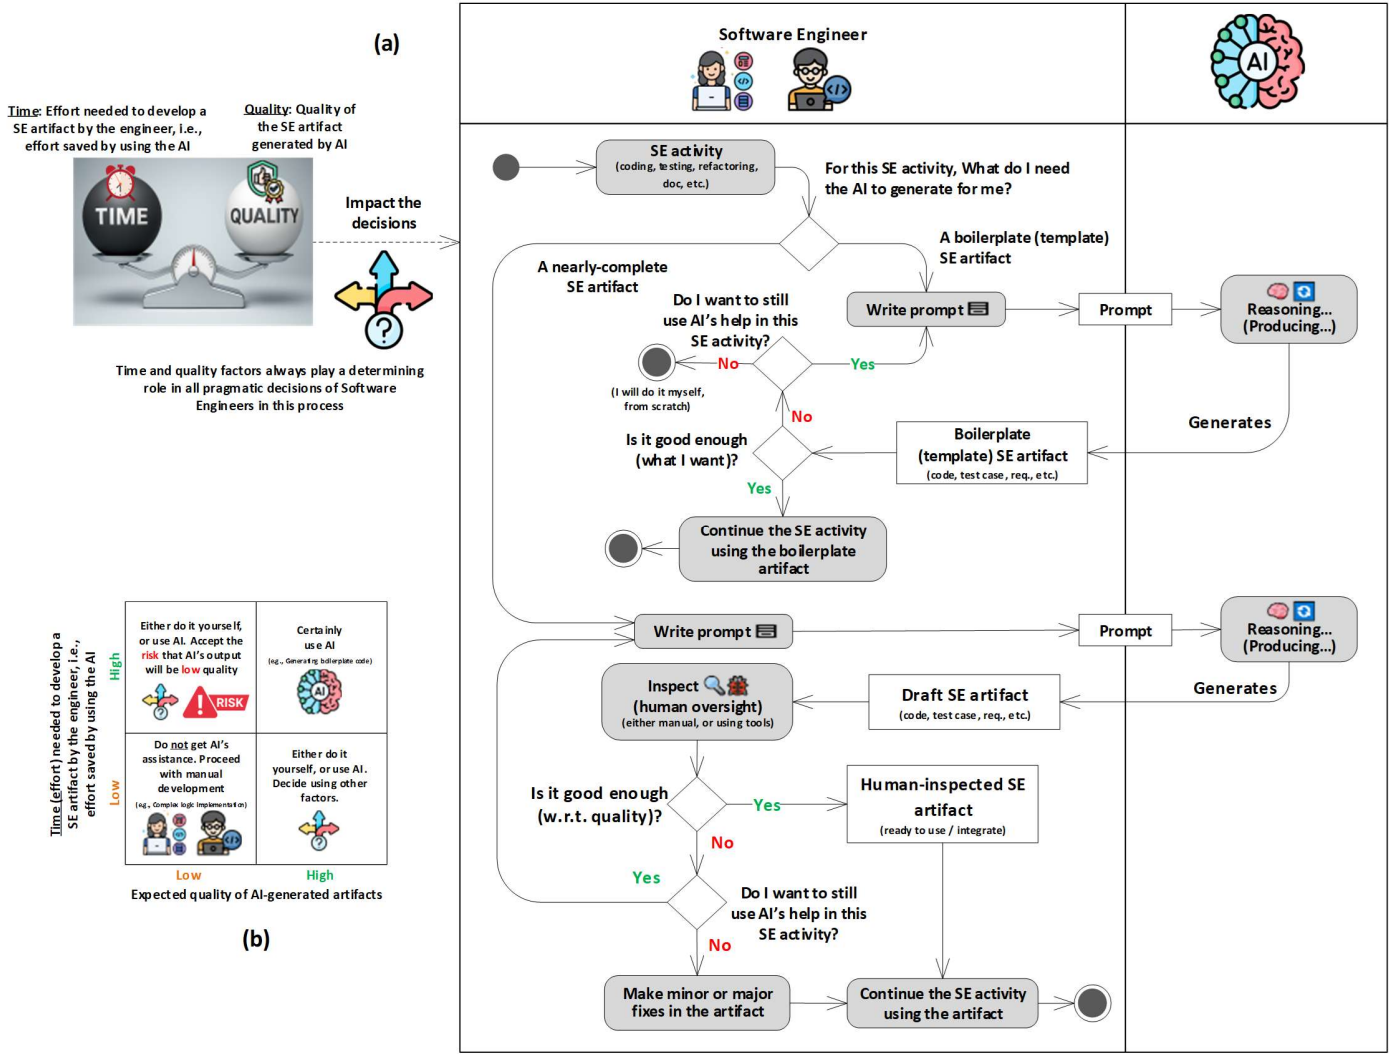 (a)
Time: Effort needed to develop a
SE artifact by the engineer, i.e.,
effort saved by using the AI
Quality: Quality of
the SE artifact
generated by AI
TIME
QUALITY
Impact the
decisions
?
Time and quality factors always play a determining
role in all pragmatic decisions of Software
Engineers in this process
Software Engineer
AI
SE activity
(coding, testing, refactoring,
doc, etc.)
For this SE activity, What do I need
the AI to generate for me?
A nearly-complete
SE artifact
A boilerplate (template)
SE artifact
Do I want to still
use AI's help in this
SE activity?
Write prompt
Prompt
Reasoning...
(Producing...)
No
Yes
(I will do it myself,
from scratch)
No
Generates
Is it good enough
(what I want)?
Boilerplate
(template) SE artifact
(code, test case, req., etc.)
Yes
Continue the SE activity
using the boilerplate
artifact
Write prompt
Prompt
Reasoning...
(Producing...)
Generates
Inspect
(human oversight)
(either manual, or using tools)
Draft SE artifact
(code, test case, req., etc.)
Is it good enough
(w.r.t. quality)?
Yes
Human-inspected SE
artifact
(ready to use / integrate)
No
Yes
Do I want to still
use AI's help in this
SE activity?
No
Make minor or major
fixes in the artifact
Continue the SE activity
using the artifact
Time (effort) needed to develop a
SE artifact by the engineer, i.e.,
effort saved by using the AI
High
Low
Either do it yourself,
or use AI. Accept the
risk that AI's output
will be low quality
?
RISK
Certainly
use AI
(e.g., Generating boilerplate code)
AI
Do not get AI's
assistance. Proceed
with manual
development
(e.g., Complex logic implementation)
Either do it
yourself, or use AI.
Decide using other
factors.
?
Low
High
Expected quality of AI-generated artifacts
(b)